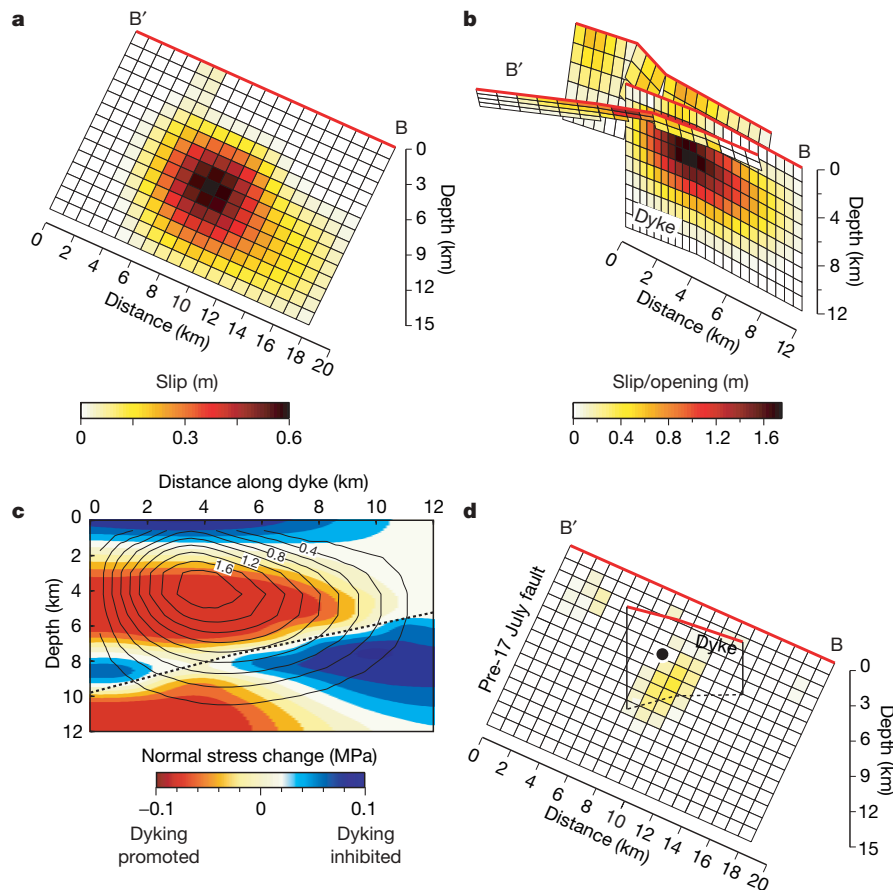 a
B′
B
0
3
6
9
12
15
Depth (km)
0 2 4 6 8 10 12 14 16 18 20
Distance (km)
Slip (m)
0 0.3 0.6
b
B′
B
0
4
8
12
Depth (km)
Dyke
0 2 4 6 8 12
Distance (km)
Slip/opening (m)
0 0.4 0.8 1.2 1.6
c
Distance along dyke (km)
0 2 4 6 8 10 12
0
2
4
6
8
10
12
Depth (km)
0.4
0.8
1.2
1.6
Normal stress change (MPa)
−0.1 0 0.1
Dyking Dyking
promoted inhibited
d
B′
B
Pre-17 July fault
Dyke
0
3
6
9
12
15
Depth (km)
0 2 4 6 8 10 12 14 16 18 20
Distance (km)